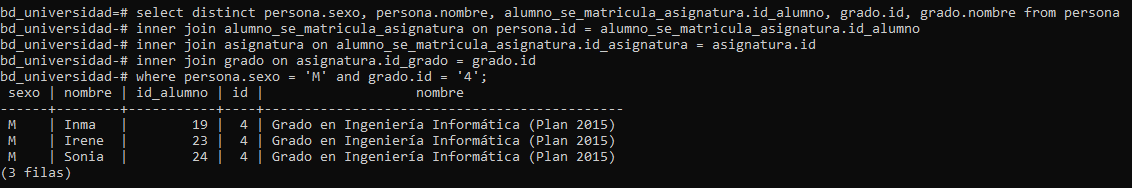 bd_universidad=# select distinct persona.sexo, persona.nombre, alumno_se_matricula_asignatura.id_alumno, grado.id, grado.nombre from persona
bd_universidad-# inner join alumno_se_matricula_asignatura on persona.id = alumno_se_matricula_asignatura.id_alumno
bd_universidad-# inner join asignatura on alumno_se_matricula_asignatura.id_asignatura = asignatura.id
bd_universidad-# inner join grado on asignatura.id_grado = grado.id
bd_universidad-# where persona.sexo = 'M' and grado.id = '4';
 sexo | nombre | id_alumno | id |                 nombre
------+--------+-----------+----+----------------------------------------
 M    | Inma   |        19 |  4 | Grado en Ingeniería Informática (Plan 2015)
 M    | Irene  |        23 |  4 | Grado en Ingeniería Informática (Plan 2015)
 M    | Sonia  |        24 |  4 | Grado en Ingeniería Informática (Plan 2015)
(3 filas)